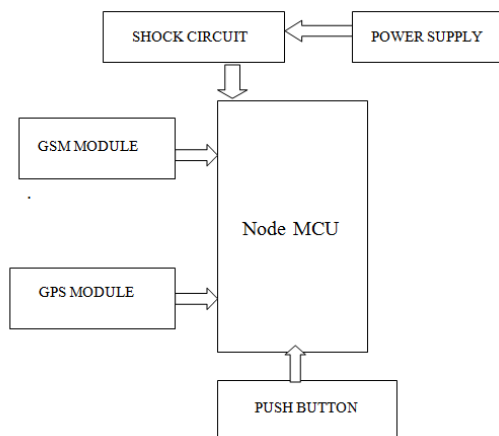 SHOCK CIRCUIT
POWER SUPPLY
GSM MODULE
Node MCU
GPS MODULE
PUSH BUTTON